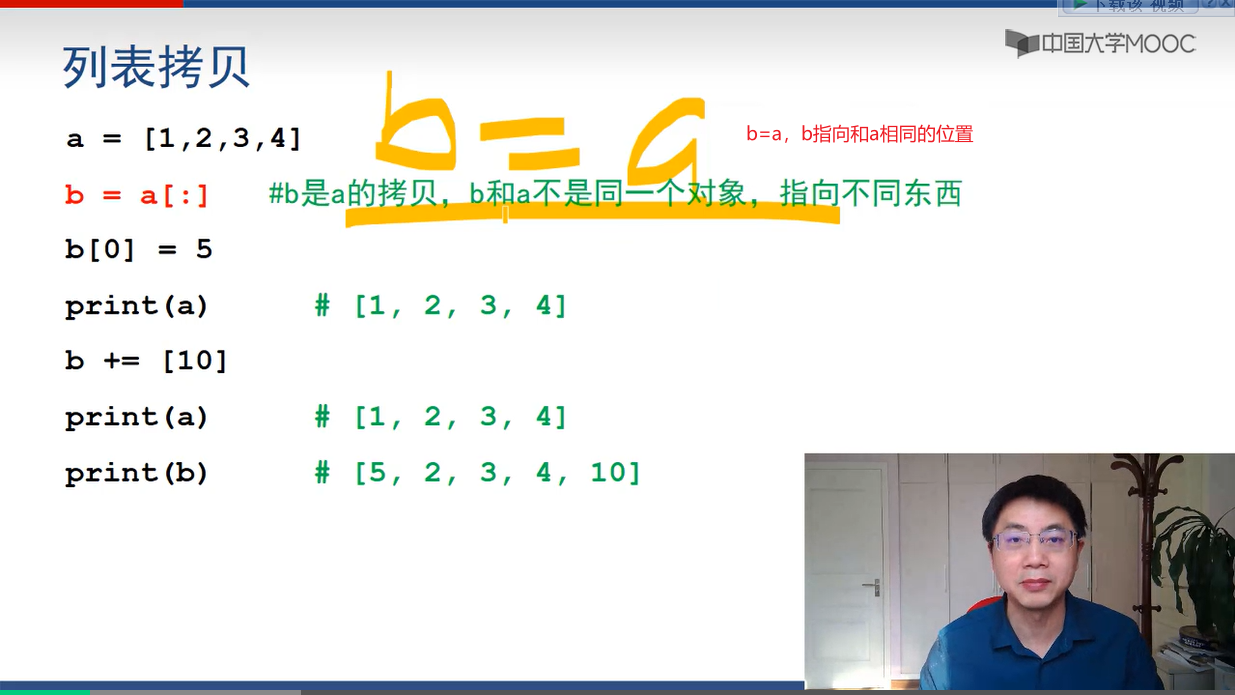 下载该视频 ? X
中国大学MOOC
列表拷贝
a = [1,2,3,4]
b = a
b=a，b指向和a相同的位置
b = a[:] #b是a的拷贝，b和a不是同一个对象，指向不同东西
b[0] = 5
print(a) # [1, 2, 3, 4]
b += [10]
print(a) # [1, 2, 3, 4]
print(b) # [5, 2, 3, 4, 10]